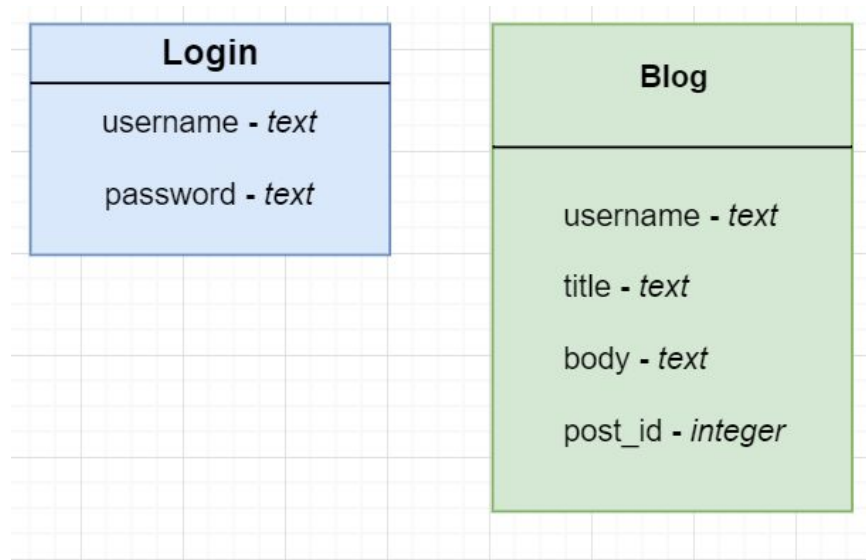 Login
username - text
password - text
Blog
username - text
title - text
body - text
post_id - integer